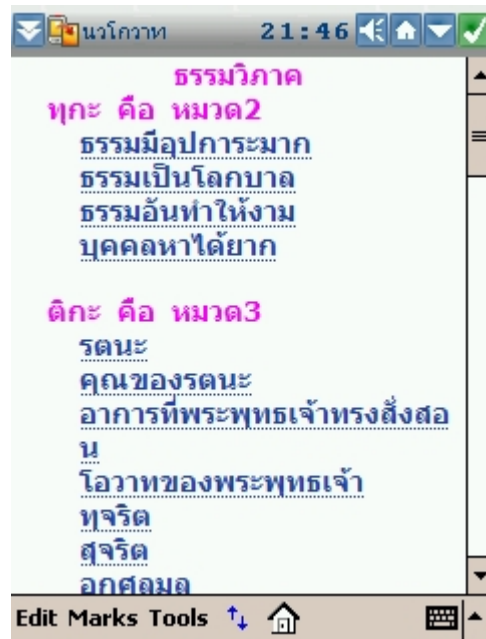 นวโกวาท 21:46
ธรรมวิภาค
ทุกะ คือ หมวด2
ธรรมมีอุปการะมาก
ธรรมเป็นโลกบาล
ธรรมอันทำให้งาม
บุคคลหาได้ยาก
ติกะ คือ หมวด3
รตนะ
คุณของรตนะ
อาการที่พระพุทธเจ้าทรงสั่งสอ
น
โอวาทของพระพุทธเจ้า
ทุจริต
สุจริต
อกุศลมูล
Edit Marks Tools